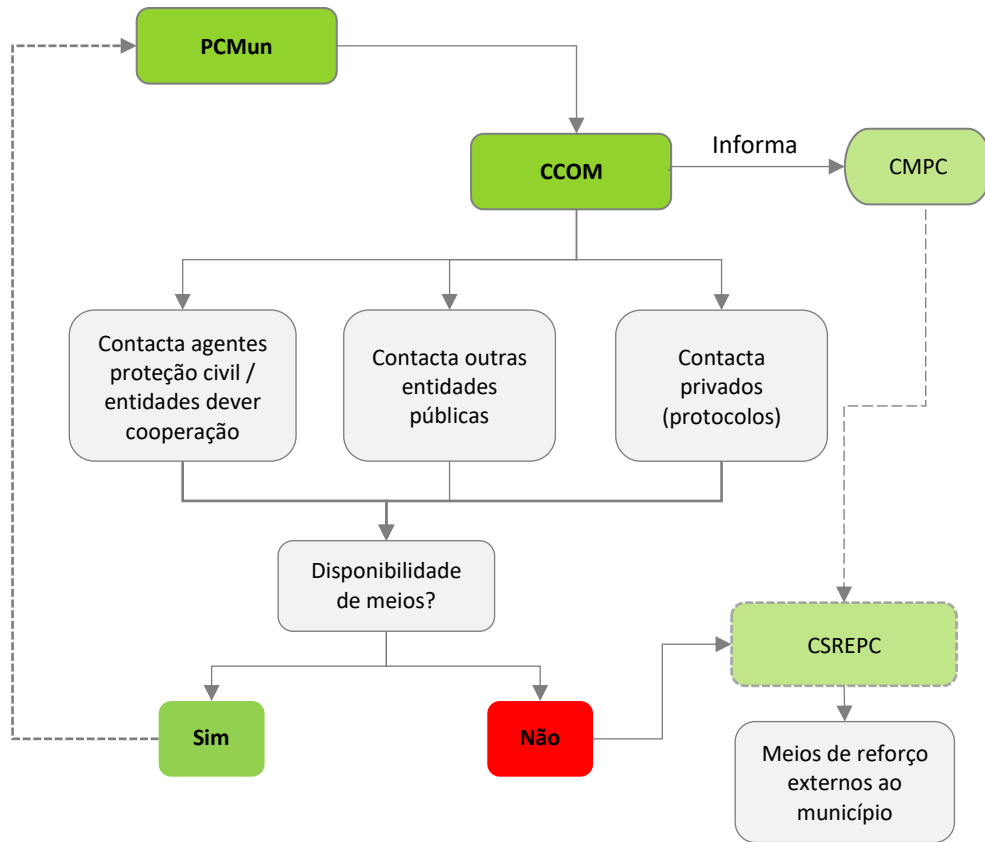 PCMun
CCOM
Informa
CMPC
Contacta agentes
proteção civil /
entidades dever
cooperação
Contacta outras
entidades
públicas
Contacta
privados
(protocolos)
Disponibilidade
de meios?
CSREPC
Sim
Não
Meios de reforço
externos ao
município